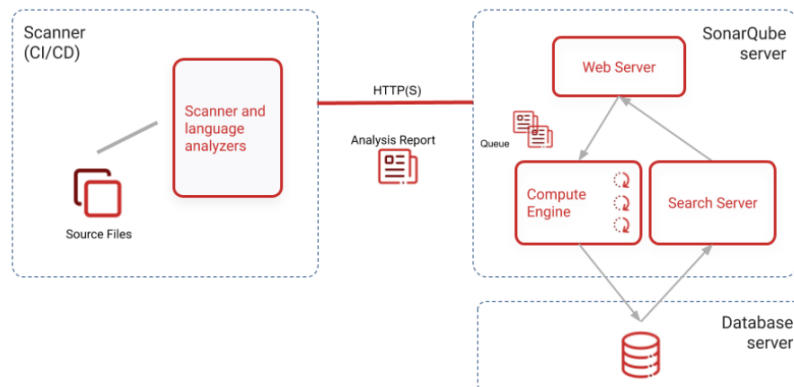 Scanner
(CI/CD)
Scanner and
language
analyzers
Source Files
HTTP(S)
Analysis Report
SonarQube
server
Web Server
Queue
Compute
Engine
Search Server
Database
server